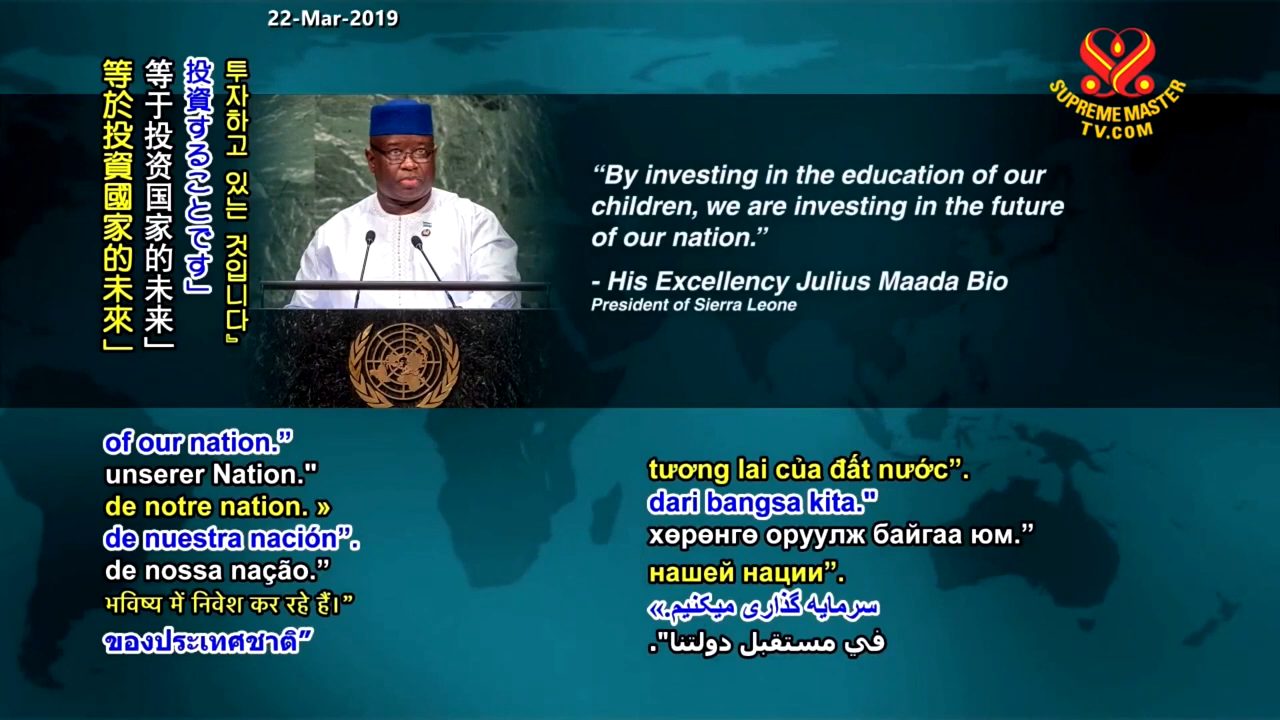 22-Mar-2019
투자하고 있는 것입니다』
投資することです」
等于投资国家的未来」
等於投資國家的未來」
SUPREME MASTER
TV.COM
“By investing in the education of our
children, we are investing in the future
of our nation.”
- His Excellency Julius Maada Bio
President of Sierra Leone
of our nation.”
unserer Nation."
de notre nation. »
de nuestra nación”.
de nossa nação.”
भविष्य में निवेश कर रहे हैं।”
ของประเทศชาติ”
tương lai của đất nước”.
dari bangsa kita."
хөрөнгө оруулж байгаа юм.”
нашей нации”.
سرمایه گذاری میکنیم.»
في مستقبل دولتنا".